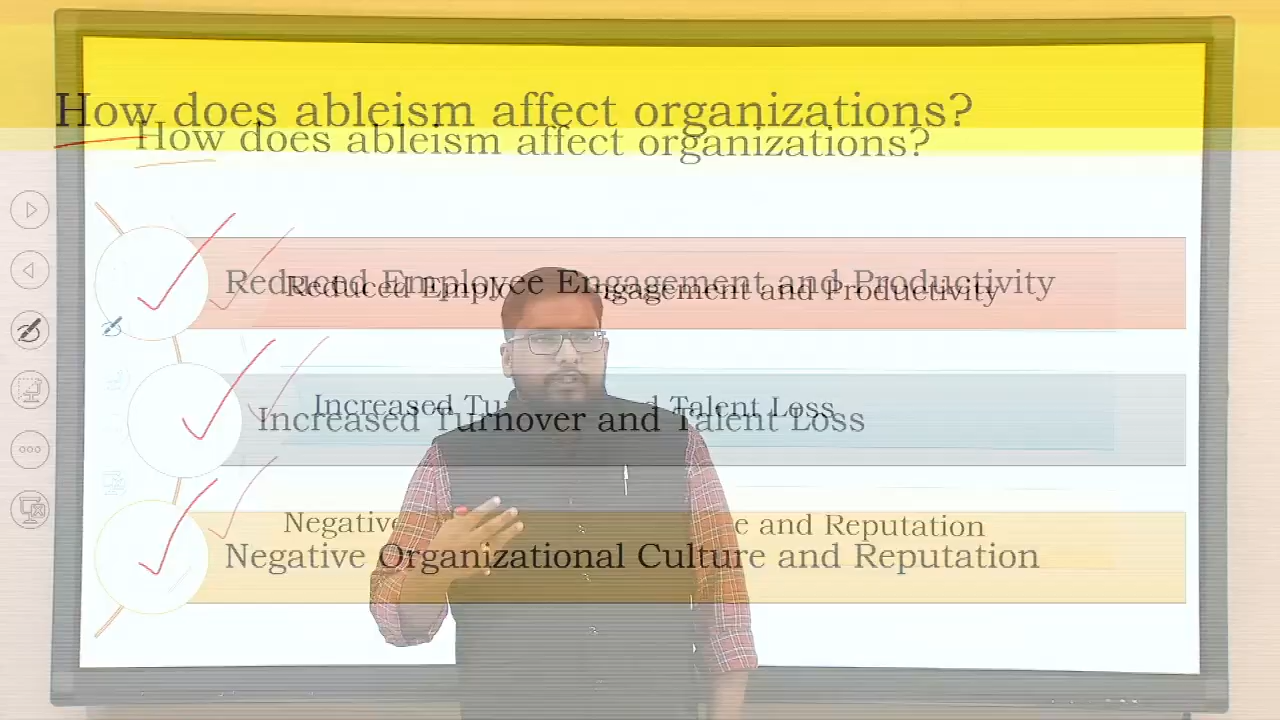 How does ableism affect organizations?
How does ableism affect organizations?
Reduced Employee Engagement and Productivity
Reduced Employee Engagement and Productivity
Increased Turnover and Talent Loss
Increased Turnover and Talent Loss
Negative and Reputation
Negative Organizational Culture and Reputation